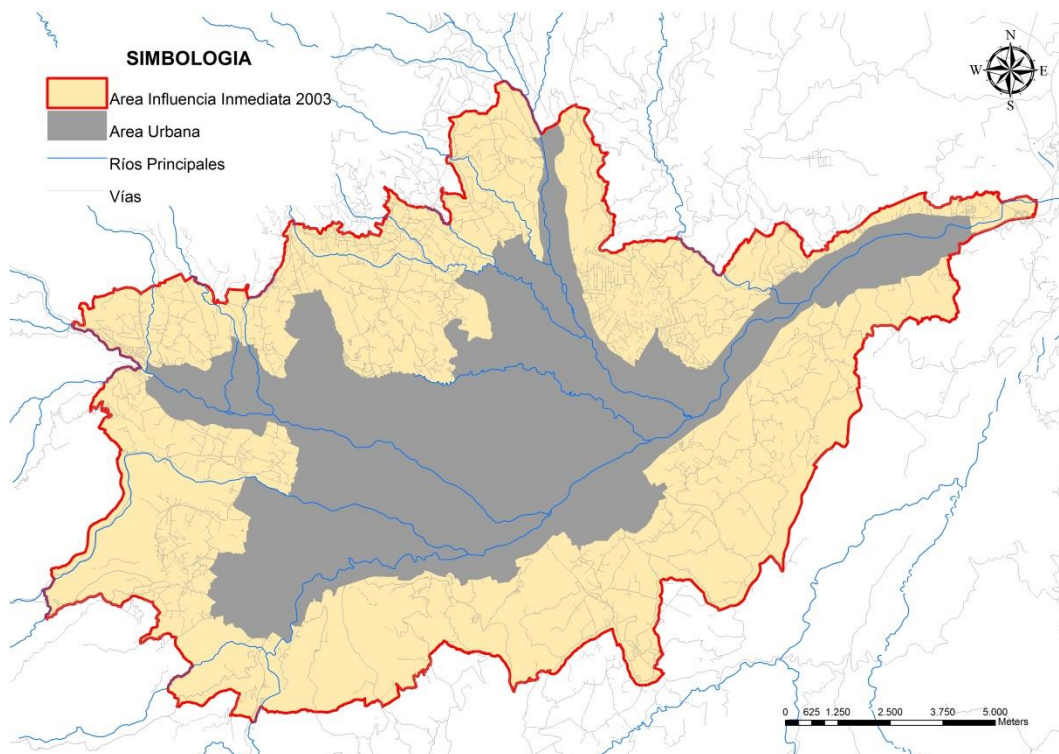 SIMBOLOGIA
Area Influencia Inmediata 2003
Area Urbana
Ríos Principales
Vías
N
W E
S
0 625 1.250 2.500 3.750 5.000
Meters